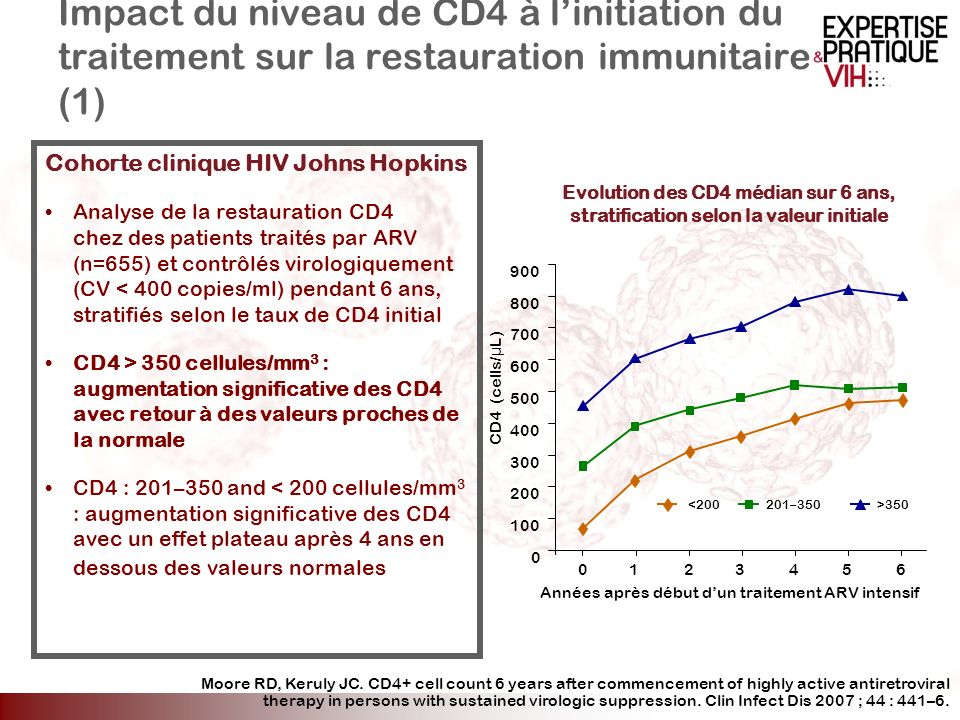 Impact du niveau de CD4 à l’initiation du
traitement sur la restauration immunitaire
(1)
EXPERTISE
&PRATIQUE
VIH
Cohorte clinique HIV Johns Hopkins
• Analyse de la restauration CD4
chez des patients traités par ARV
(n=655) et contrôlés virologiquement
(CV < 400 copies/ml) pendant 6 ans,
stratifiés selon le taux de CD4 initial
• CD4 > 350 cellules/mm³ :
augmentation significative des CD4
avec retour à des valeurs proches de
la normale
• CD4 : 201–350 and < 200 cellules/mm³
: augmentation significative des CD4
avec un effet plateau après 4 ans en
dessous des valeurs normales
Evolution des CD4 médian sur 6 ans,
stratification selon la valeur initiale
CD4 (cells/µL)
900
800
700
600
500
400
300
200
100
0
<200 201–350 >350
0 1 2 3 4 5 6
Années après début d’un traitement ARV intensif
Moore RD, Keruly JC. CD4+ cell count 6 years after commencement of highly active antiretroviral
therapy in persons with sustained virologic suppression. Clin Infect Dis 2007 ; 44 : 441–6.